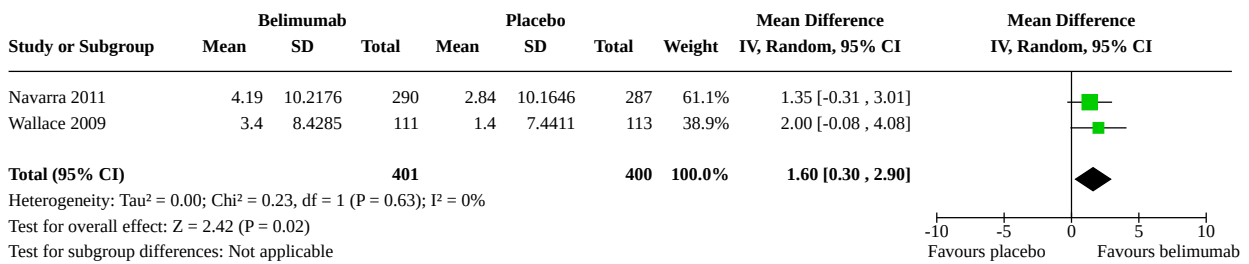 Belimumab Placebo Mean Difference Mean Difference
Study or Subgroup Mean SD Total Mean SD Total Weight IV, Random, 95% CI IV, Random, 95% CI
Navarra 2011 4.19 10.2176 290 2.84 10.1646 287 61.1% 1.35 [-0.31 , 3.01]
Wallace 2009 3.4 8.4285 111 1.4 7.4411 113 38.9% 2.00 [-0.08 , 4.08]
Total (95% CI) 401 400 100.0% 1.60 [0.30 , 2.90]
Heterogeneity: Tau² = 0.00; Chi² = 0.23, df = 1 (P = 0.63); I² = 0%
Test for overall effect: Z = 2.42 (P = 0.02)
Test for subgroup differences: Not applicable
-10 -5 0 5 10
Favours placebo Favours belimumab